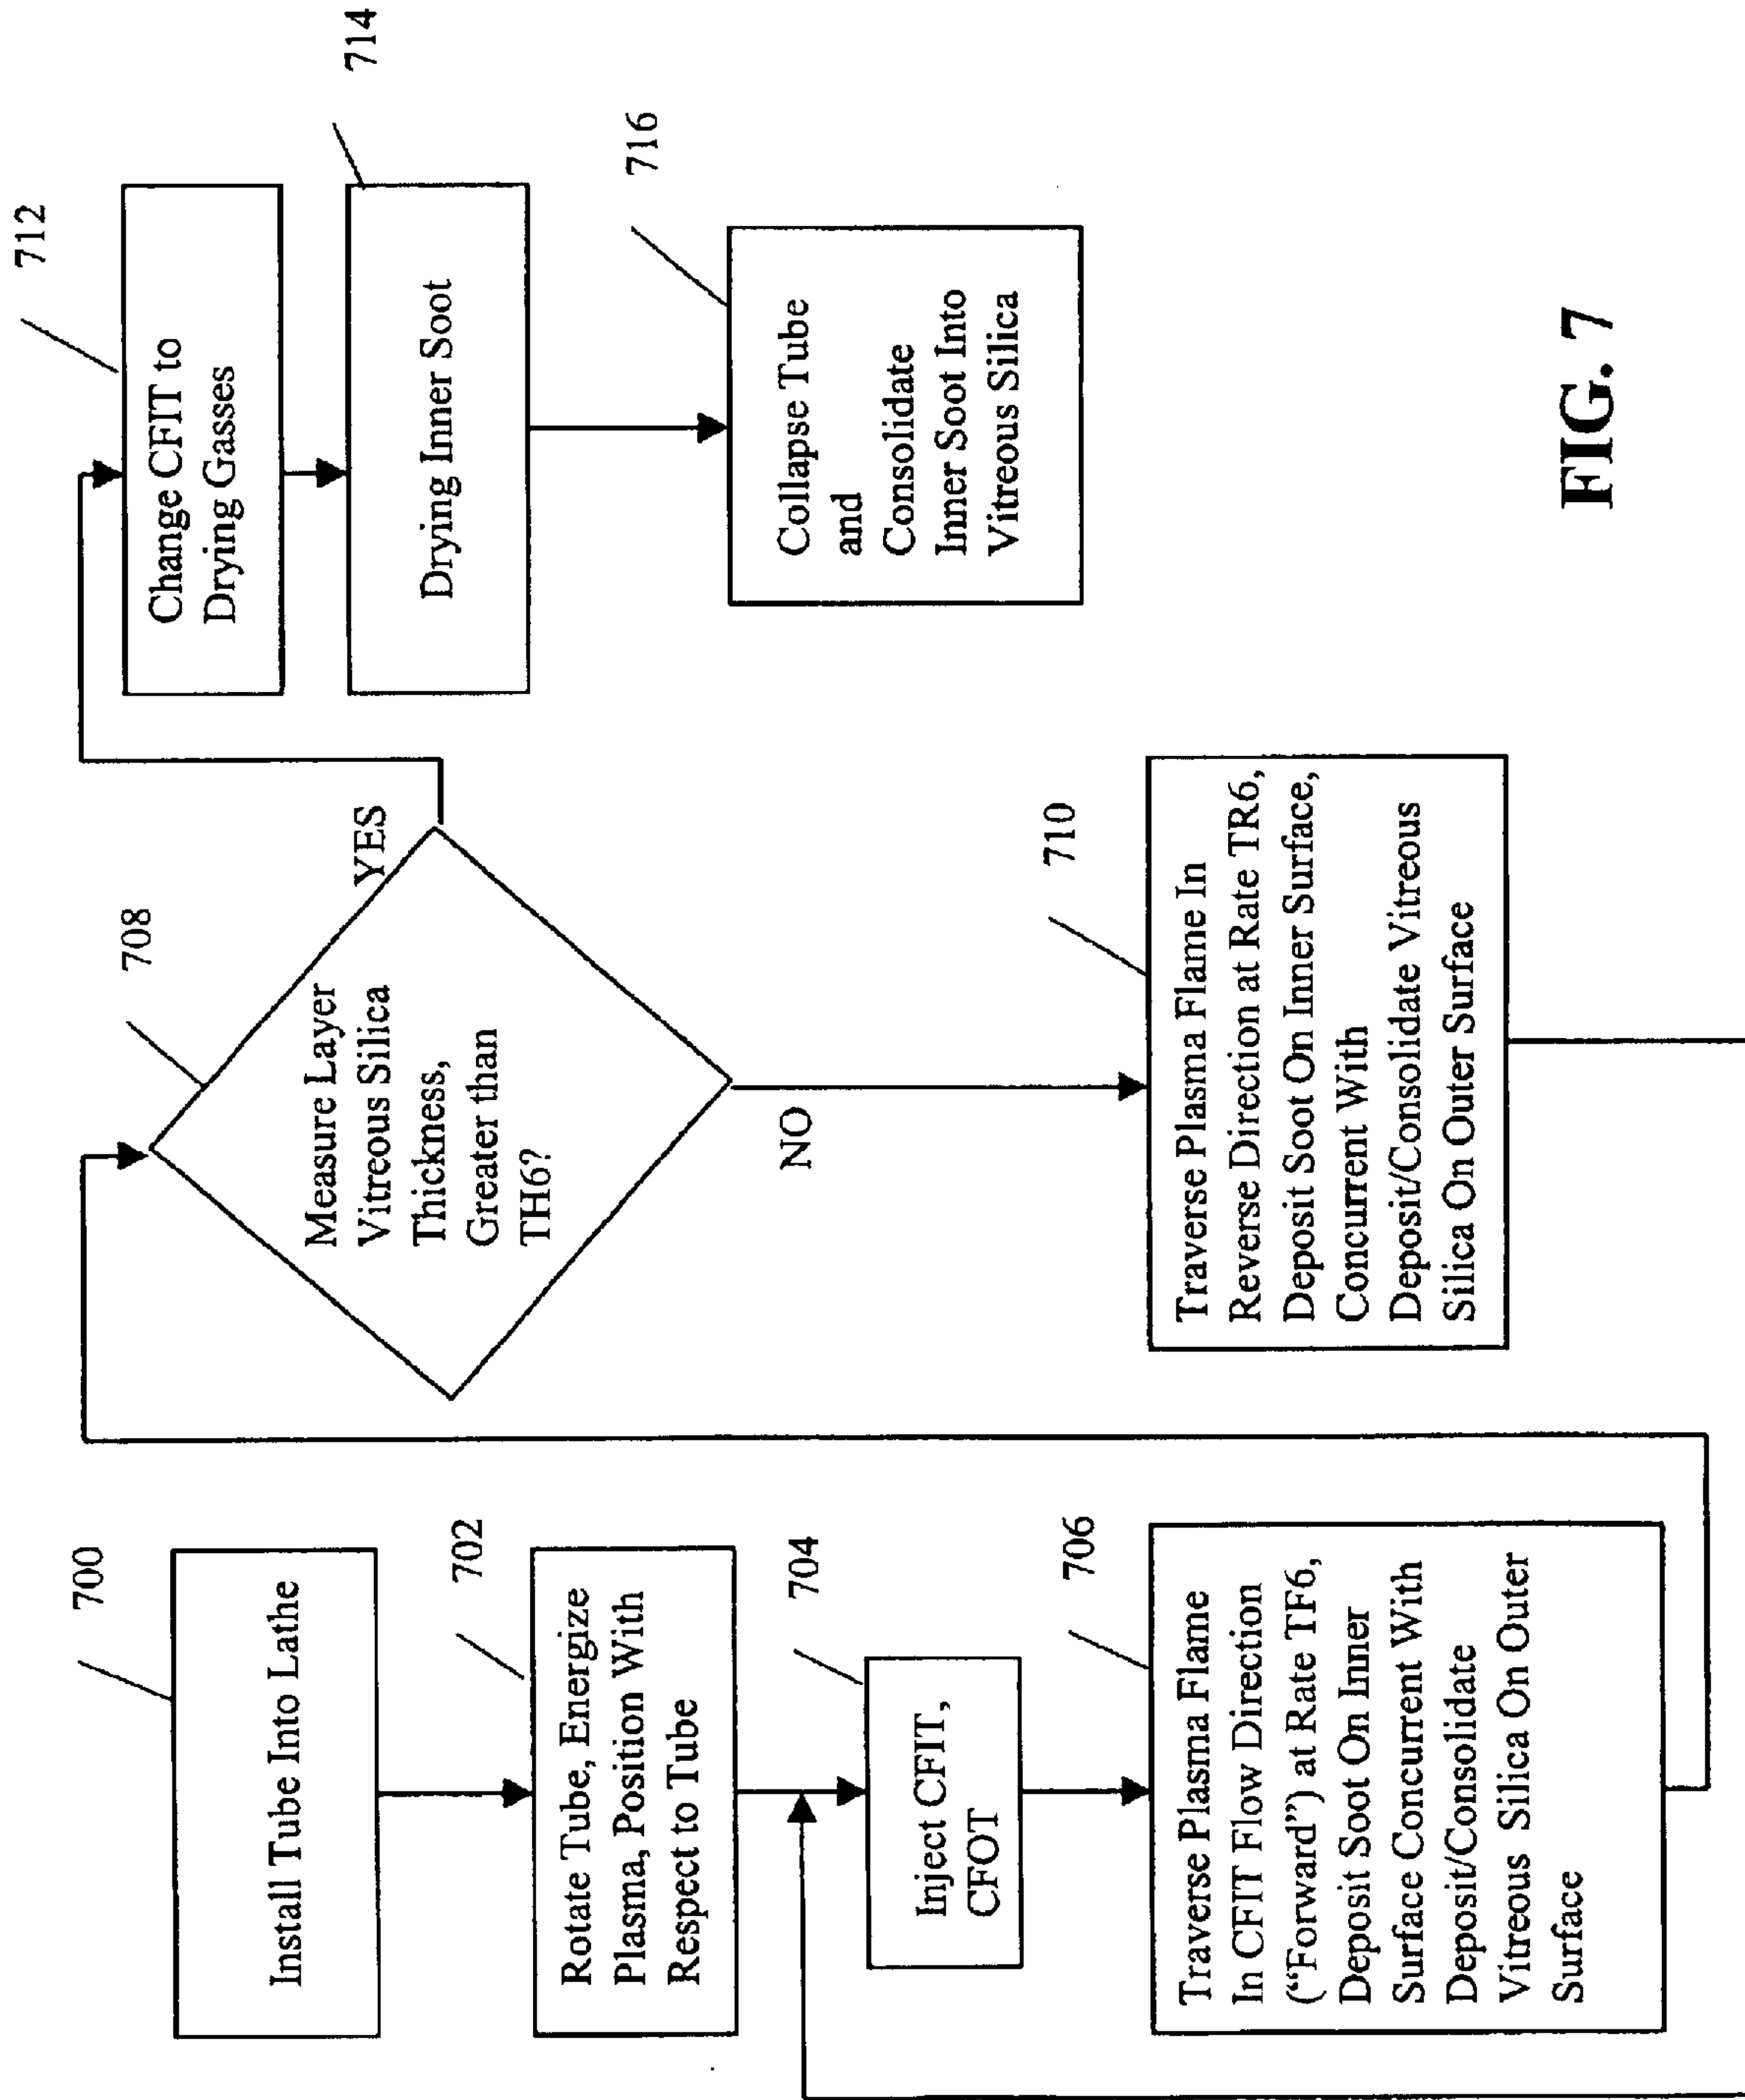 700
Install Tube Into Lathe
702
Rotate Tube, Energize
Plasma, Position With
Respect to Tube
704
Inject CFIT,
CFOT
706
Traverse Plasma Flame
In CFIT Flow Direction
(“Forward”) at Rate TF6,
Deposit Soot On Inner
Surface Concurrent With
Deposit/Consolidate
Vitreous Silica On Outer
Surface
708
Measure Layer
Vitreous Silica
Thickness,
Greater than
TH6?
YES
NO
710
Traverse Plasma Flame In
Reverse Direction at Rate TR6,
Deposit Soot On Inner Surface,
Concurrent With
Deposit/Consolidate Vitreous
Silica On Outer Surface
712
Change CFIT to
Drying Gasses
714
Drying Inner Soot
716
Collapse Tube
and
Consolidate
Inner Soot Into
Vitreous Silica
FIG. 7